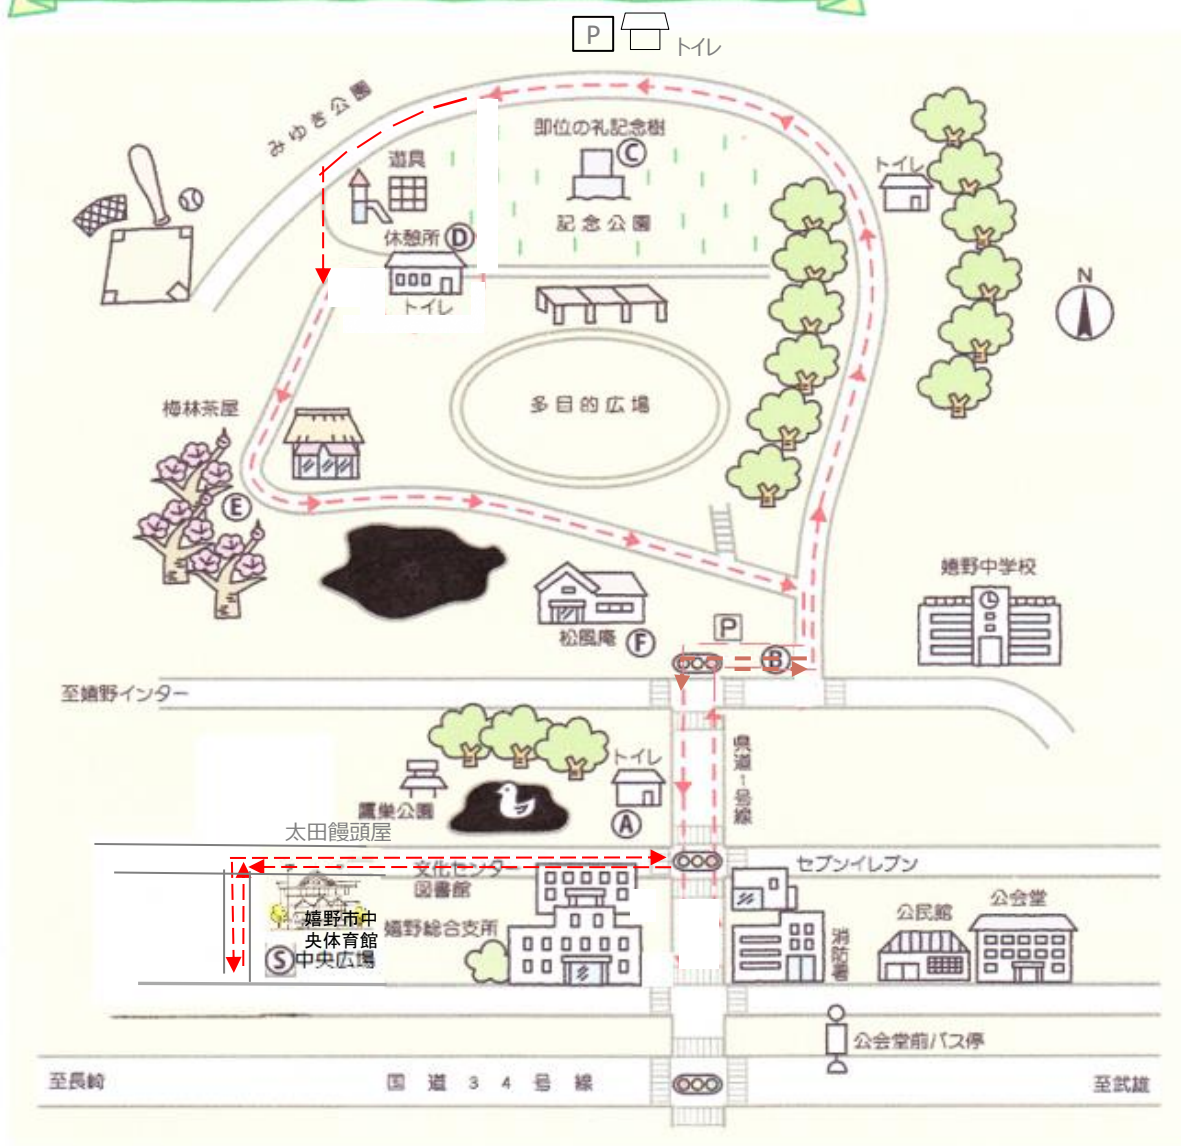 P
トイレ
みゆき公園
即位の礼記念樹
C
遊具
トイレ
記念公園
休憩所 D
トイレ
N
多目的広場
梅林茶屋
E
嬉野中学校
P
松風庵 F
B
至嬉野インター
トイレ
県道1号線
鷹巣公園
A
太田饅頭屋
文化センター
図書館
セブンイレブン
嬉野市中
央体育館
嬉野総合支所
公民館
公会堂
消防署
S 中央広場
公会堂前バス停
至長崎
国道34号線
至武雄